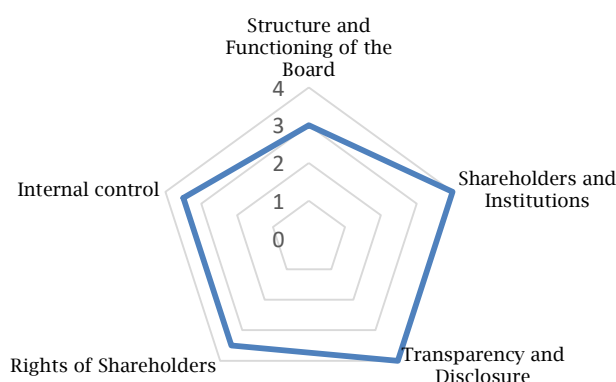 Structure and
Functioning of the
Board
4
3
2
1
0
Shareholders and
Institutions
Internal control
Rights of Shareholders
Transparency and
Disclosure